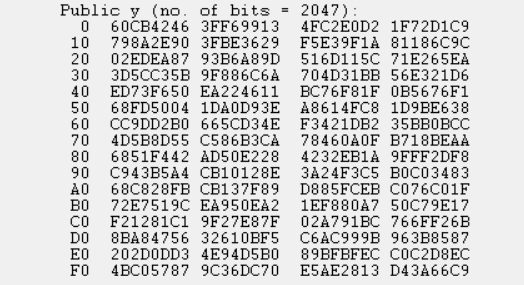 Public y (no. of bits = 2047):
0 60CB4246 3FF69913 4FC2E0D2 1F72D1C9
10 798A2E90 3FBE3629 F5E39F1A 81186C9C
20 02EDEA87 93B6A89D 516D115C 71E265EA
30 3D5CC35B 9F886C6A 704D31BB 56E321D6
40 ED73F650 EA224611 BC76F81F 0B5676F1
50 68FD5004 1DA0D93E A8614FC8 1D9BE638
60 CC9DD2B0 665CD34E F3421DB2 35BB0BCC
70 4D5B8D55 C586B3CA 78460A0F B718BEAA
80 6851F442 AD50E228 4232EB1A 9FFF2DF8
90 C943B5A4 CB10128E 3A24F3C5 B0C03483
A0 68C828FB CB137F89 D885FCEB C076C01F
B0 72E7519C EA950EA2 1EF880A7 50C79E17
C0 F21281C1 9F27E87F 02A791BC 766FF26B
D0 8BA84756 32610BF5 C6AC999B 963B8587
E0 202D0DD3 4E94D5B0 89BFBFEC C0C2D8EC
F0 4BC05787 9C36DC70 E5AE2813 D43A66C9